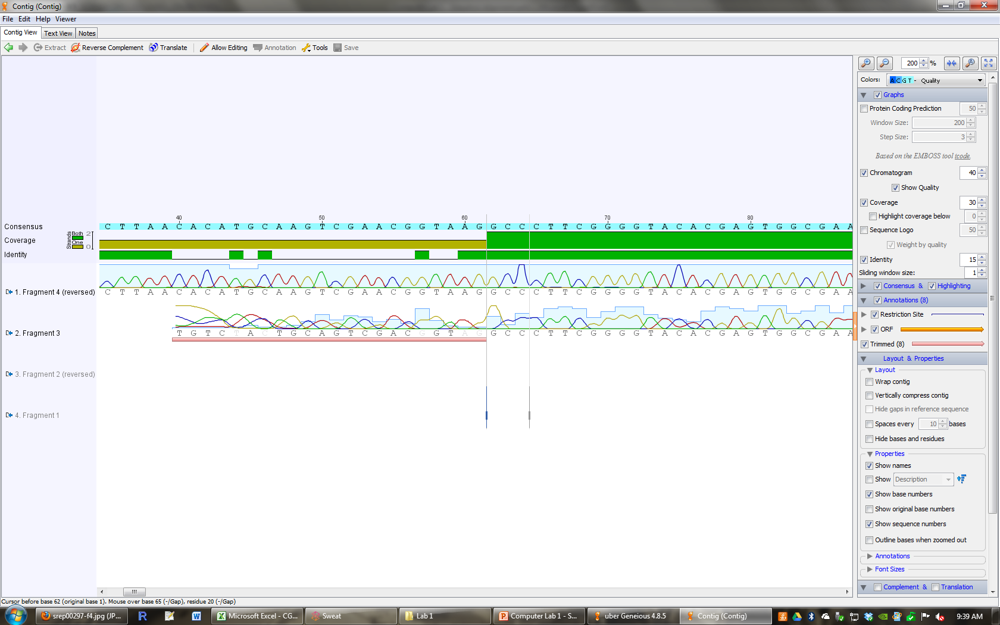 Contig (Contig)
File Edit Help Viewer
Contig View Text View Notes
Extract Reverse Complement Translate Allow Editing Annotation Tools Save
200 %
Colors: A C G T - Quality
Graphs
Protein Coding Prediction 50
Window Size: 200
Step Size: 3
Based on the EMBOSS tool tcode.
Chromatogram 40
Show Quality
Coverage 30
Highlight coverage below 0
Sequence Logo 50
Weight by quality
Identity 15
Sliding window size: 1
Consensus & Highlighting
Annotations (8)
Restriction Site
ORF
Trimmed (8)
Layout & Properties
Layout
Wrap contig
Vertically compress contig
Hide gaps in reference sequence
Spaces every 10 bases
Hide bases and residues
Properties
Show names
Show Description
Show base numbers
Show original base numbers
Show sequence numbers
Outline bases when zoomed out
Annotations
Font Sizes
Complement & Translation
40 50 60 70 80
Consensus C T T A A C A C A T G C A A G T C G A A C G G T A A G G C C C T T C G G G G T A C A C G A G T G G C G A A
Coverage Strands Both One 2 0
Identity
1. Fragment 4 (reversed) C T T A A C A C A T G C A A G T C G A A C G G T A A G G C C C T T C G G G G T A C A C G A G T G G C G A A
2. Fragment 3 T G T C T A C T G C A G T C G A C G G T A G G C C C T T C G G G G T A C A C G A G T G G C G A A
3. Fragment 2 (reversed)
4. Fragment 1
Cursor before base 62 (original base 1). Mouse over base 65 (-/Gap), residue 20 (-/Gap)
srep00297-f4.jpg (JP... Microsoft Excel - CG... Sweat Lab 1 Computer Lab 1 - S... uber Geneious 4.8.5 Contig (Contig) 9:39 AM